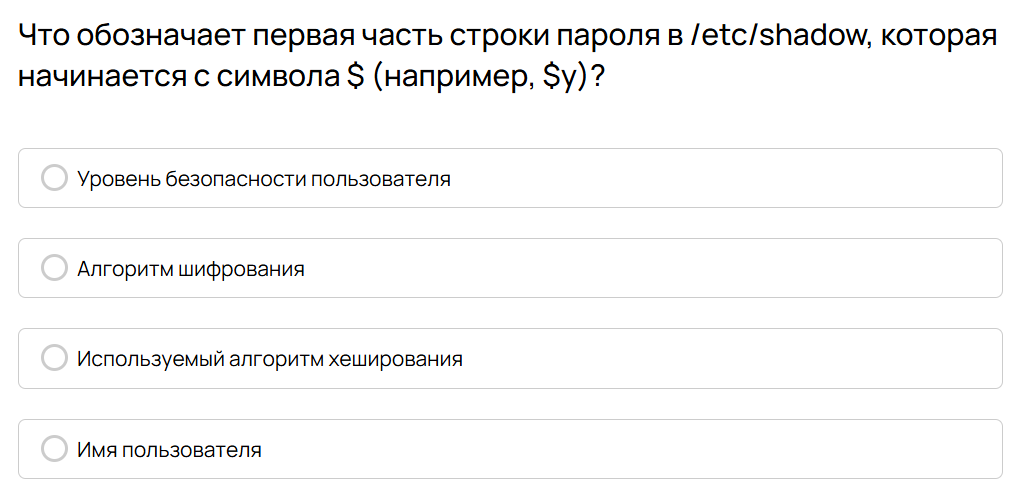 Что обозначает первая часть строки пароля в /etc/shadow, которая
начинается с символа $ (например, $y)?
Уровень безопасности пользователя
Алгоритм шифрования
Используемый алгоритм хеширования
Имя пользователя